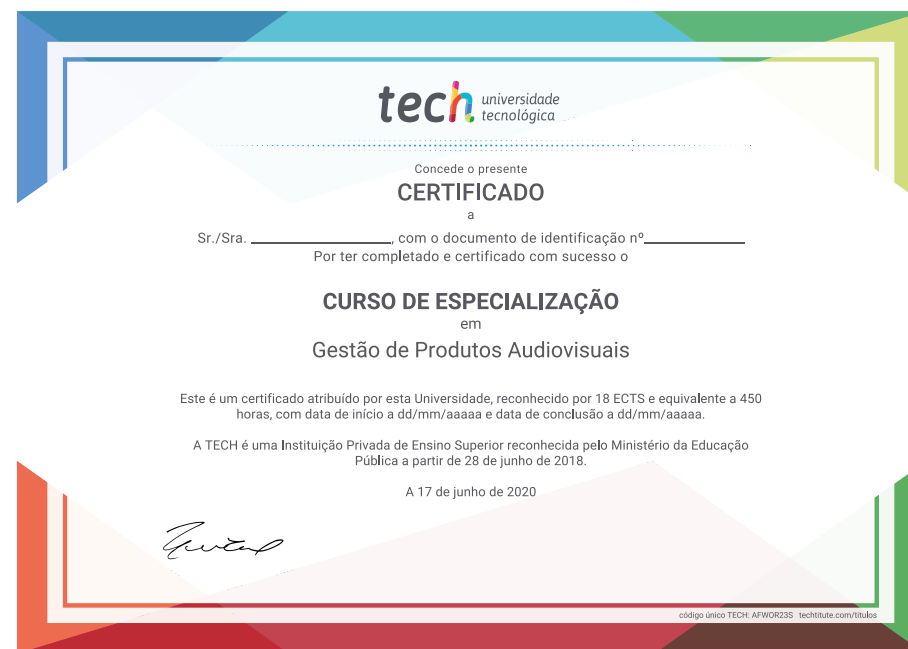 tech universidade
tecnológica
Concede o presente
CERTIFICADO
a
Sr./Sra. ____________________, com o documento de identificação nº______________
Por ter completado e certificado com sucesso o
CURSO DE ESPECIALIZAÇÃO
em
Gestão de Produtos Audiovisuais
Este é um certificado atribuído por esta Universidade, reconhecido por 18 ECTS e equivalente a 450
horas, com data de início a dd/mm/aaaaa e data de conclusão a dd/mm/aaaaa.
A TECH é uma Instituição Privada de Ensino Superior reconhecida pelo Ministério da Educação
Pública a partir de 28 de junho de 2018.
A 17 de junho de 2020
código único TECH: AFWOR23S techtitute.com/titulos